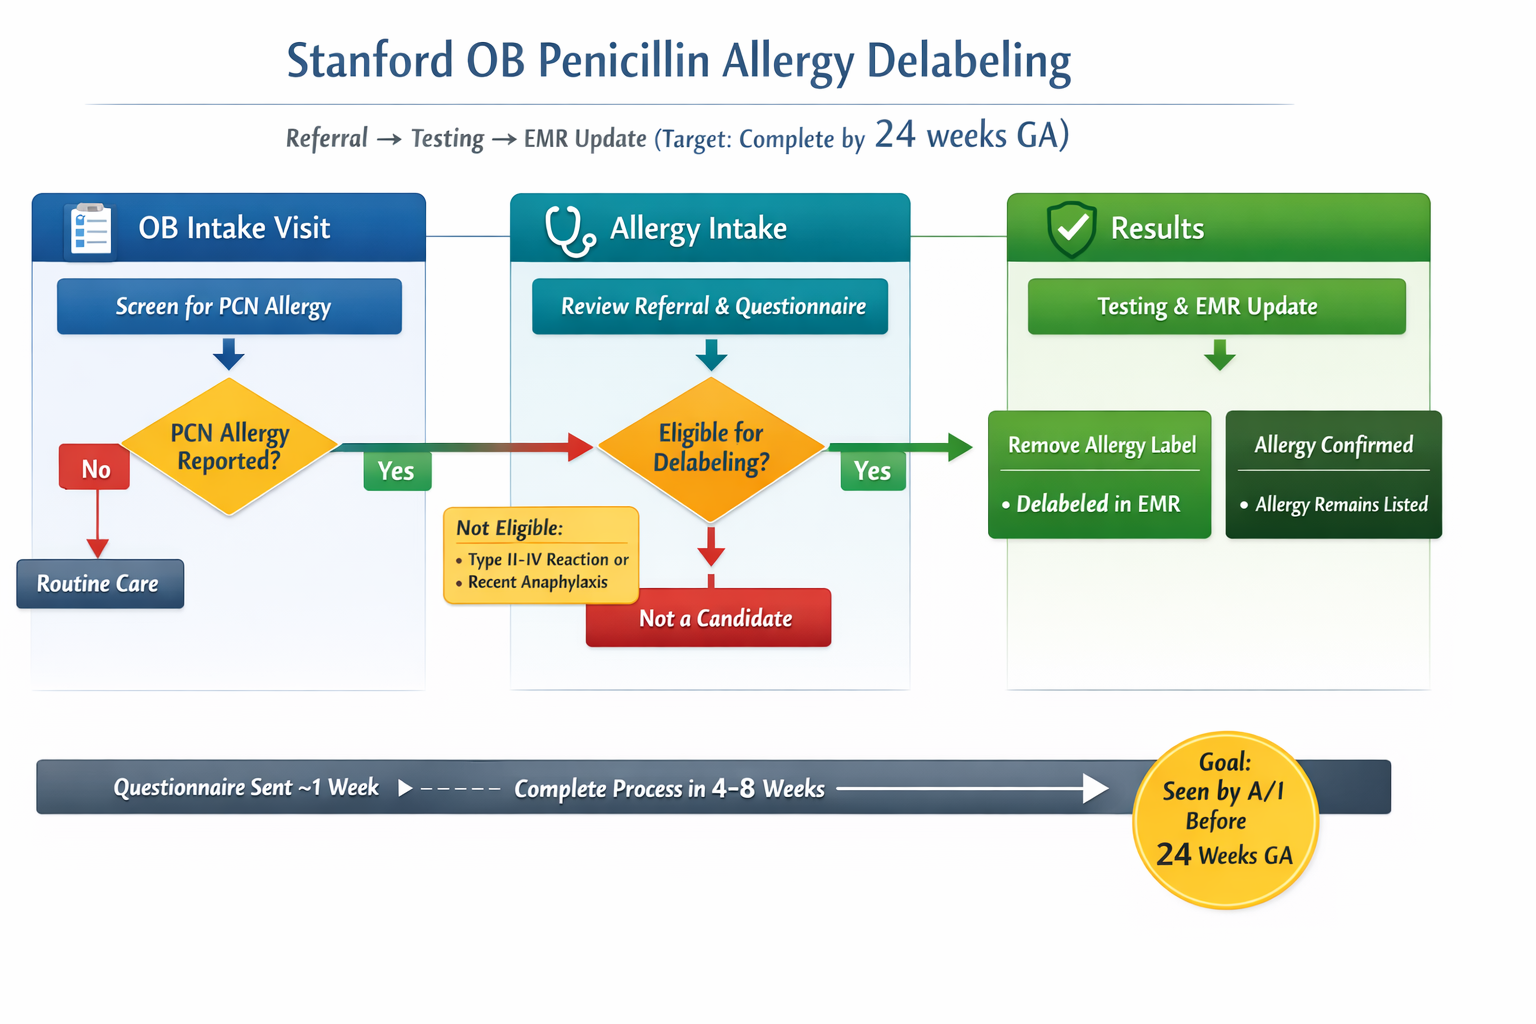 Stanford OB Penicillin Allergy Delabeling
Referral → Testing → EMR Update (Target: Complete by 24 weeks GA)
OB Intake Visit
Screen for PCN Allergy
PCN Allergy
Reported?
No
Yes
Routine Care
Allergy Intake
Review Referral & Questionnaire
Eligible for
Delabeling?
Yes
Not Eligible:
• Type II-IV Reaction or
• Recent Anaphylaxis
Not a Candidate
Results
Testing & EMR Update
Remove Allergy Label
• Delabeled in EMR
Allergy Confirmed
• Allergy Remains Listed
Questionnaire Sent ~1 Week
Complete Process in 4–8 Weeks
Goal:
Seen by A/I
Before
24 Weeks GA